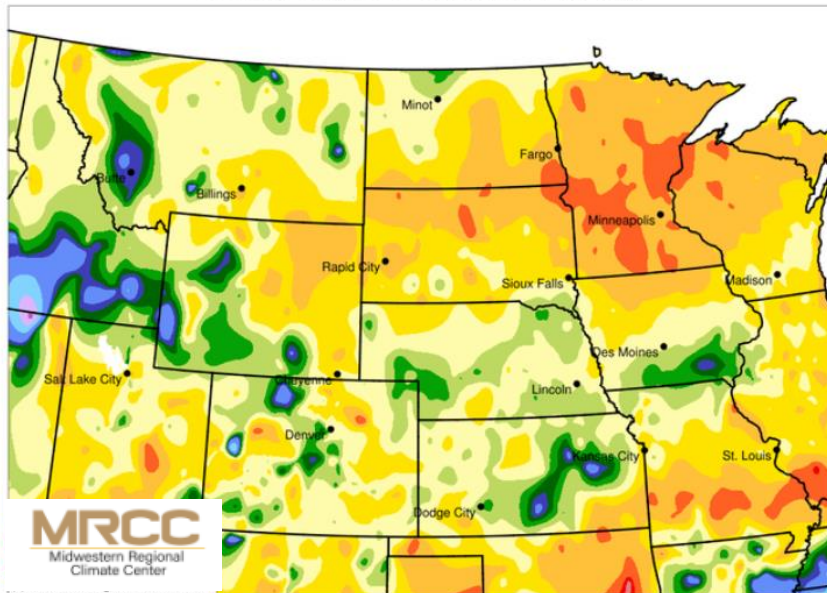 Minot
Fargo
Butte
Billings
Minneapolis
Rapid City
Sioux Falls
Madison
Des Moines
Salt Lake City
Cheyenne
Lincoln
Denver
Kansas City
St. Louis
Dodge City
MRCC
Midwestern Regional
Climate Center